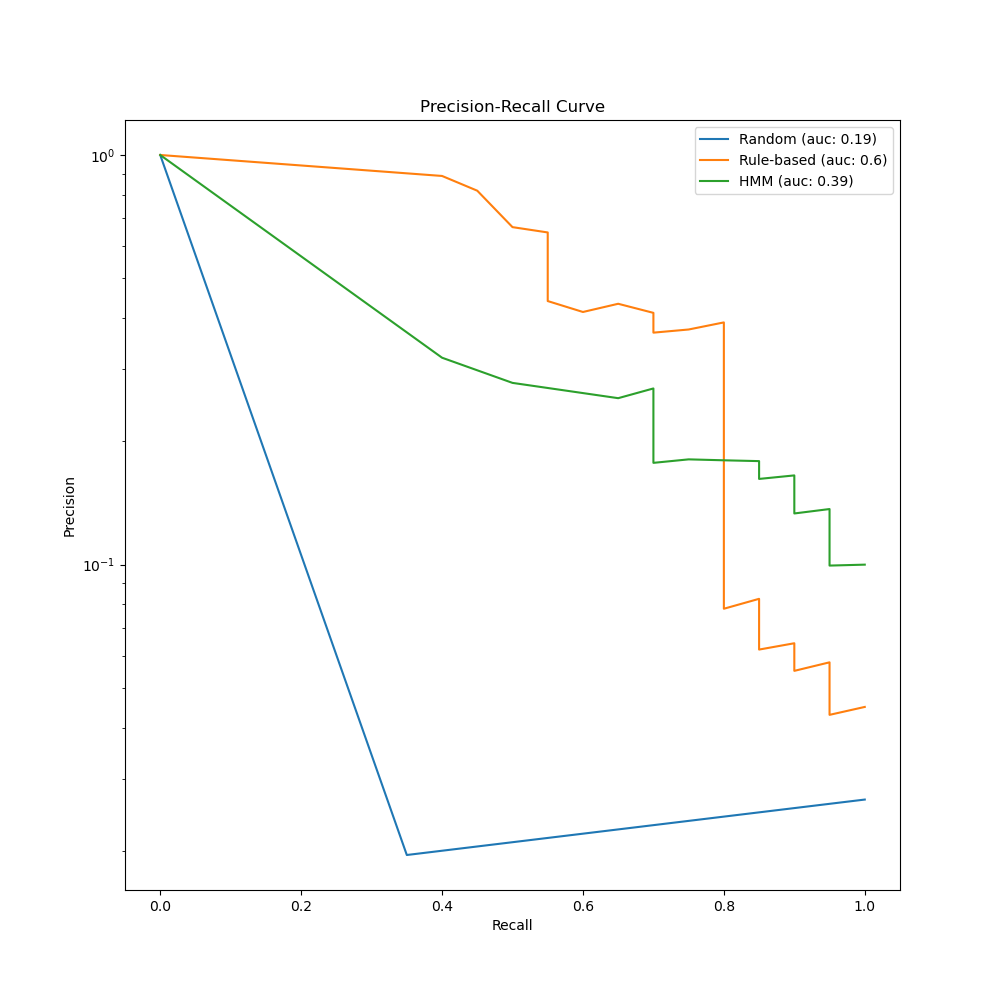 Precision-Recall Curve
Random (auc: 0.19)
Rule-based (auc: 0.6)
HMM (auc: 0.39)
10⁰
10⁻¹
Precision
0.0 0.2 0.4 0.6 0.8 1.0
Recall